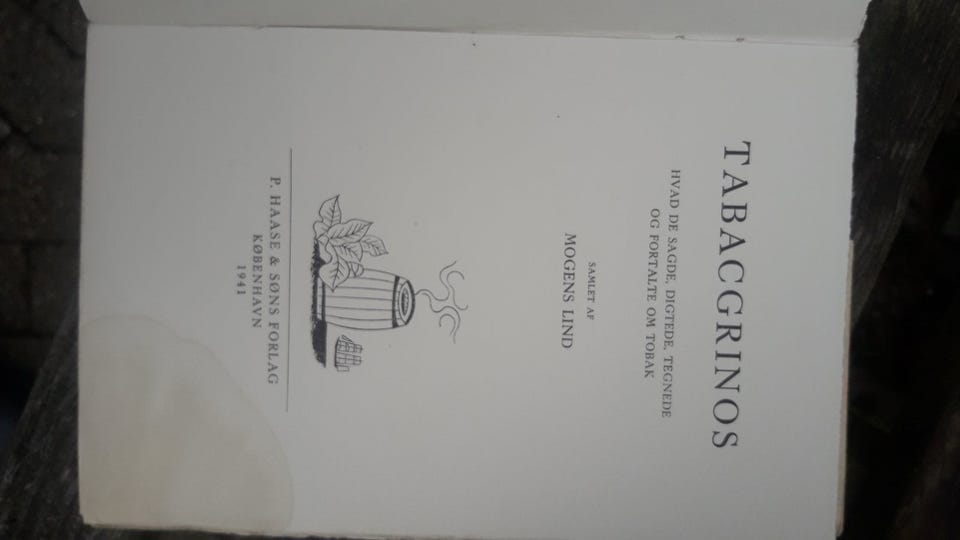 TABACGRINOS
HVAD DE SAGDE, DIGTEDE, TEGNEDE
OG FORTALTE OM TOBAK
SAMLET AF
MOGENS LIND
P. HAASE & SØNS FORLAG
KØBENHAVN
1941